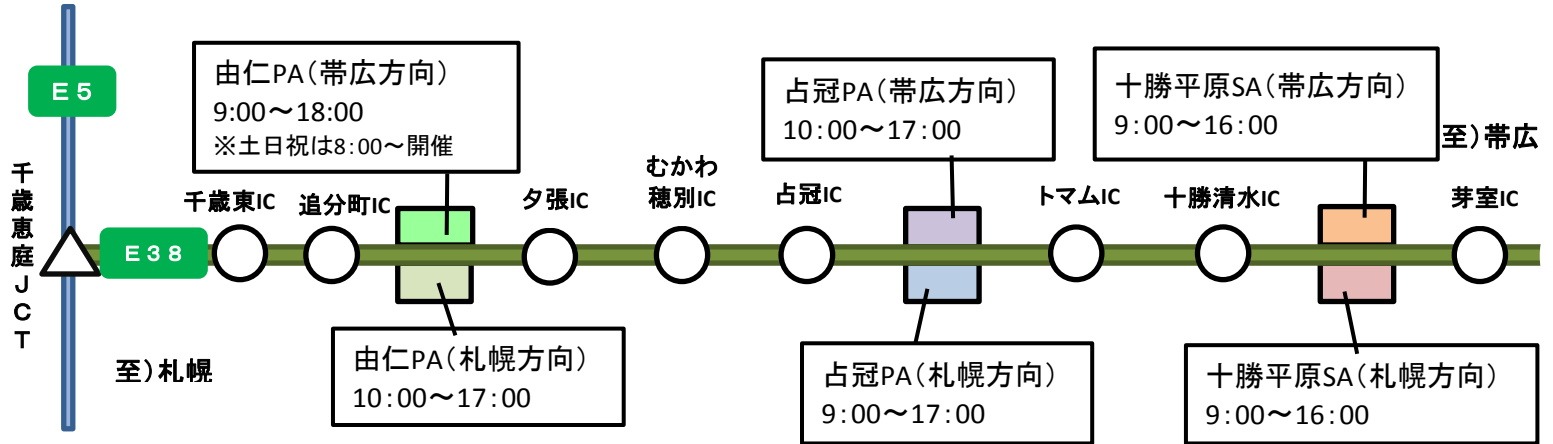 E5
千歳恵庭JCT
E38
至)札幌
由仁PA(帯広方向)
9:00～18:00
※土日祝は8:00～開催
千歳東IC
追分町IC
由仁PA(札幌方向)
10:00～17:00
夕張IC
むかわ
穂別IC
占冠IC
占冠PA(帯広方向)
10:00～17:00
占冠PA(札幌方向)
9:00～17:00
トマムIC
十勝清水IC
十勝平原SA(帯広方向)
9:00～16:00
十勝平原SA(札幌方向)
9:00～16:00
至)帯広
芽室IC